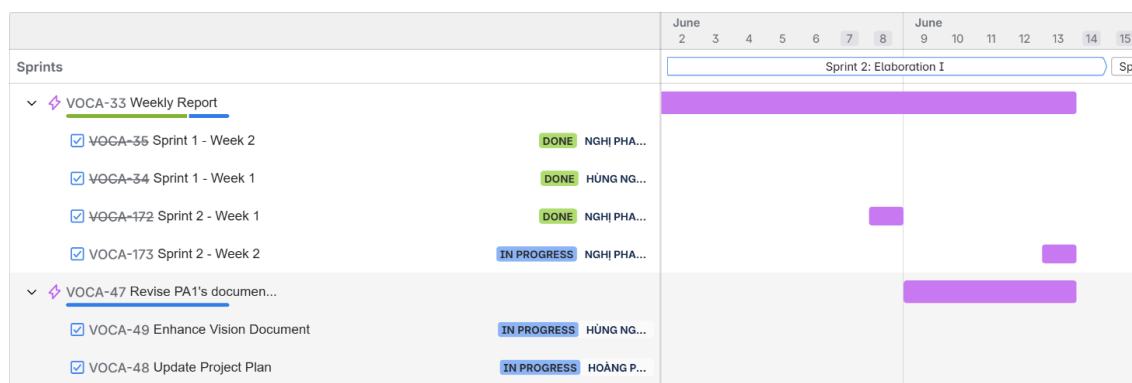 June June
2 3 4 5 6 7 8 9 10 11 12 13 14 15
Sprints Sprint 2: Elaboration I Sp
VOCA-33 Weekly Report
VOCA-35 Sprint 1 - Week 2 DONE NGHỊ PHA...
VOCA-34 Sprint 1 - Week 1 DONE HÙNG NG...
VOCA-172 Sprint 2 - Week 1 DONE NGHỊ PHA...
VOCA-173 Sprint 2 - Week 2 IN PROGRESS NGHỊ PHA...
VOCA-47 Revise PA1's documen...
VOCA-49 Enhance Vision Document IN PROGRESS HÙNG NG...
VOCA-48 Update Project Plan IN PROGRESS HOÀNG P...